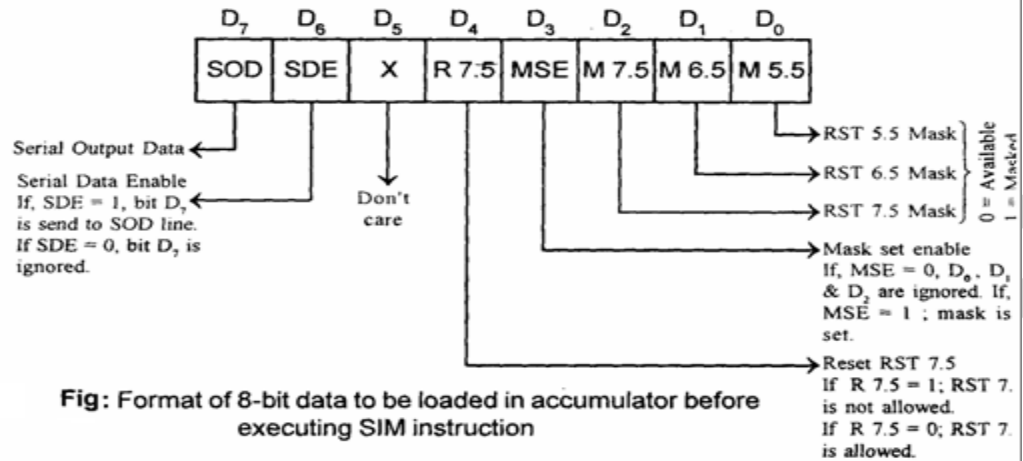 D₇ D₆ D₅ D₄ D₃ D₂ D₁ D₀
SOD SDE X R 7.5 MSE M 7.5 M 6.5 M 5.5
Serial Output Data
Serial Data Enable
If, SDE = 1, bit D₇
is send to SOD line.
If SDE = 0, bit D₇ is
ignored.
Don't
care
RST 5.5 Mask
RST 6.5 Mask
RST 7.5 Mask
0 = Available
1 = Masked
Mask set enable
If, MSE = 0, D₀, D₁
& D₂ are ignored. If,
MSE = 1 ; mask is
set.
Reset RST 7.5
If R 7.5 = 1; RST 7.
is not allowed.
If R 7.5 = 0; RST 7.
is allowed.
Fig: Format of 8-bit data to be loaded in accumulator before
executing SIM instruction